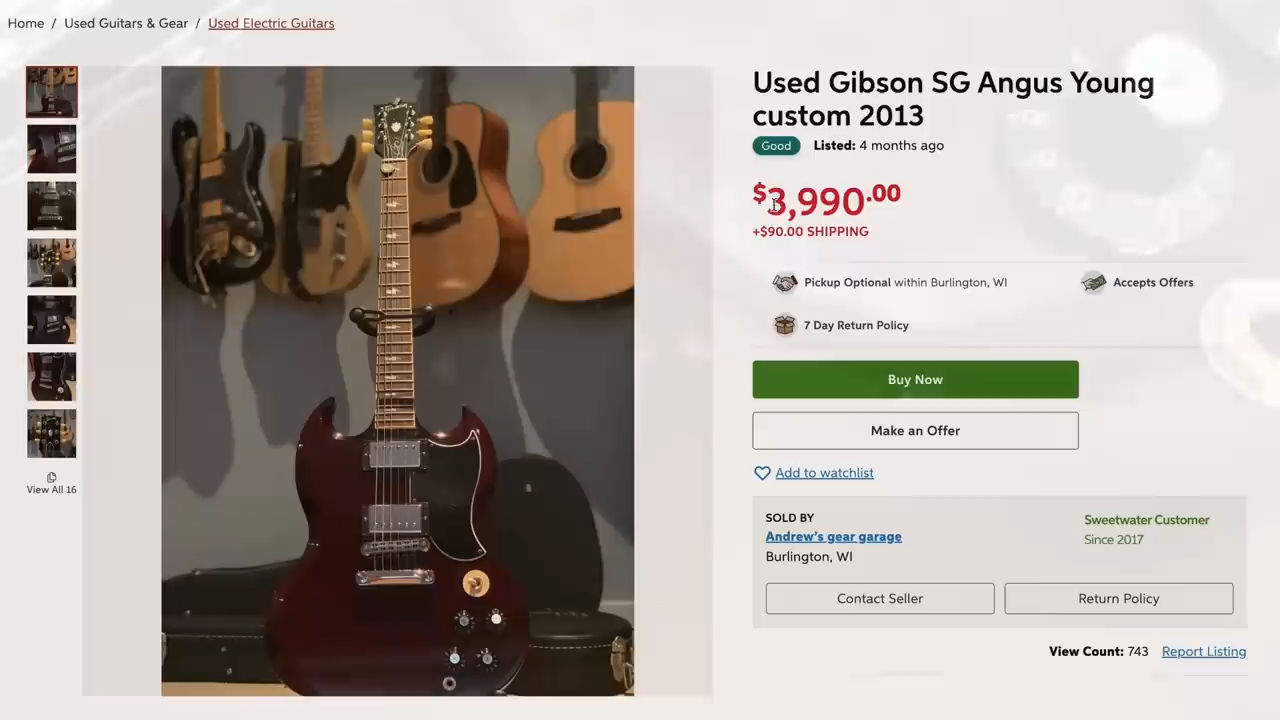 Home / Used Guitars & Gear / Used Electric Guitars
Used Gibson SG Angus Young
custom 2013
Good Listed: 4 months ago
$3,990.00
+$90.00 SHIPPING
Pickup Optional within Burlington, WI
Accepts Offers
7 Day Return Policy
Buy Now
Make an Offer
Add to watchlist
View All 16
SOLD BY
Andrew's gear garage
Burlington, WI
Sweetwater Customer
Since 2017
Contact Seller
Return Policy
View Count: 743 Report Listing